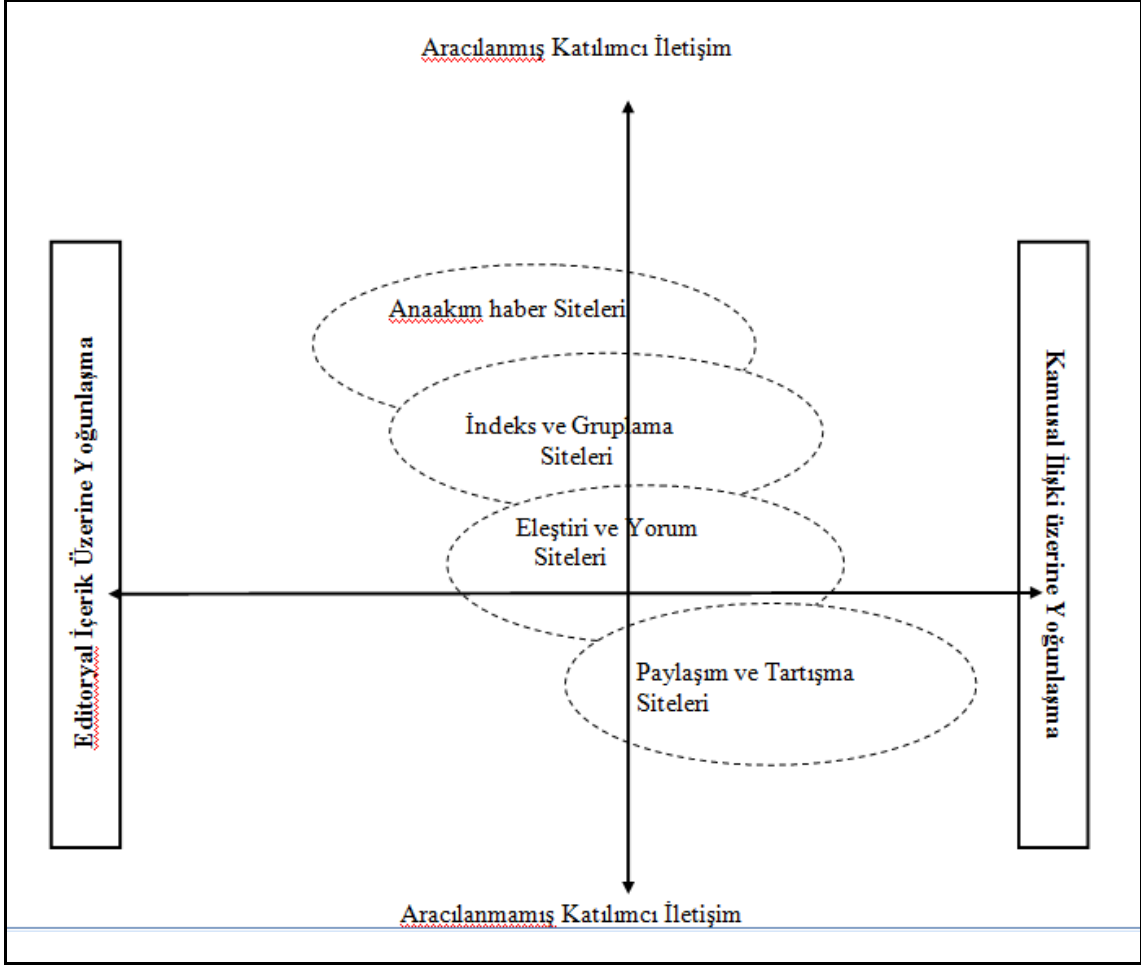 Aracılanmış Katılımcı İletişim
Editoryal İçerik Üzerine Yoğunlaşma
Anaakım haber Siteleri
İndeks ve Gruplama
Siteleri
Eleştiri ve Yorum
Siteleri
Paylaşım ve Tartışma
Siteleri
Kamusal İlişki üzerine Yoğunlaşma
Aracılanmamış Katılımcı İletişim